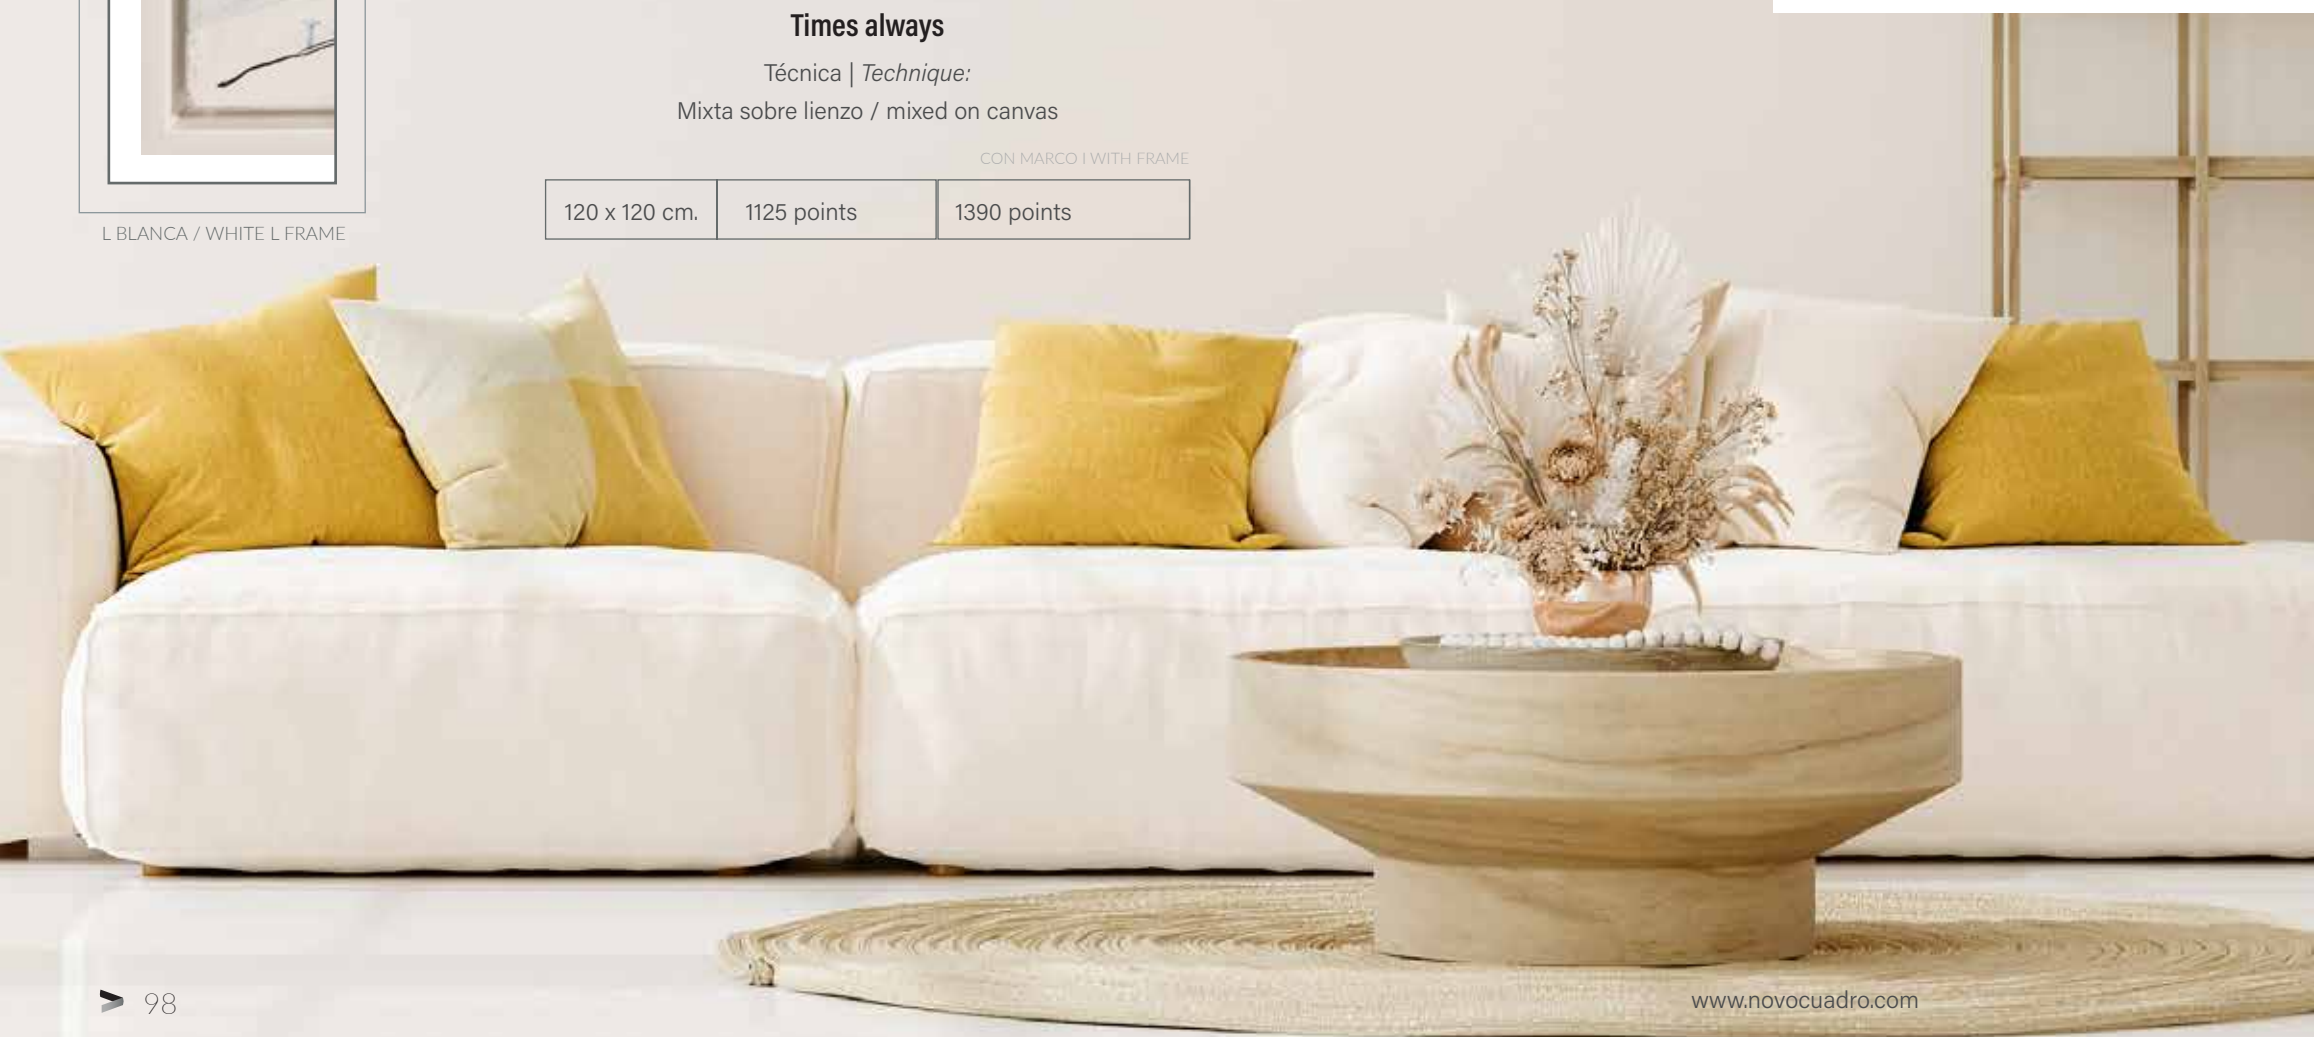 Times always
Técnica | Technique:
Mixta sobre lienzo / mixed on canvas
CON MARCO I WITH FRAME
120 x 120 cm. 1125 points 1390 points
L BLANCA / WHITE L FRAME
98
www.novocuadro.com